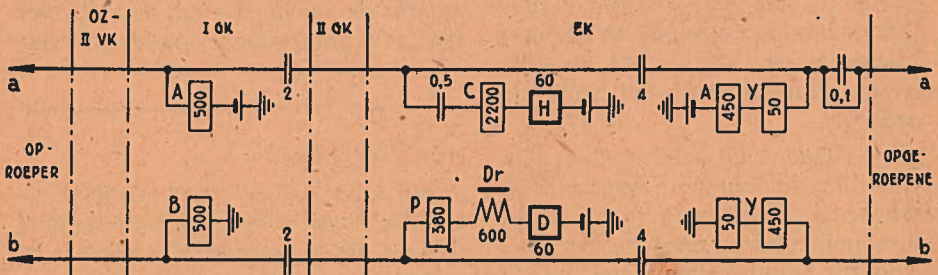 OZ-
II VK
I GK
II GK
EK
a
A
500
2
0,5
C
2200
60
H
4
A
450
Y
50
0,1
a
OP-
ROEPER
OPGE-
ROEPENE
B
500
2
P
380
Dr
600
D
60
4
50
Y
450
b
b